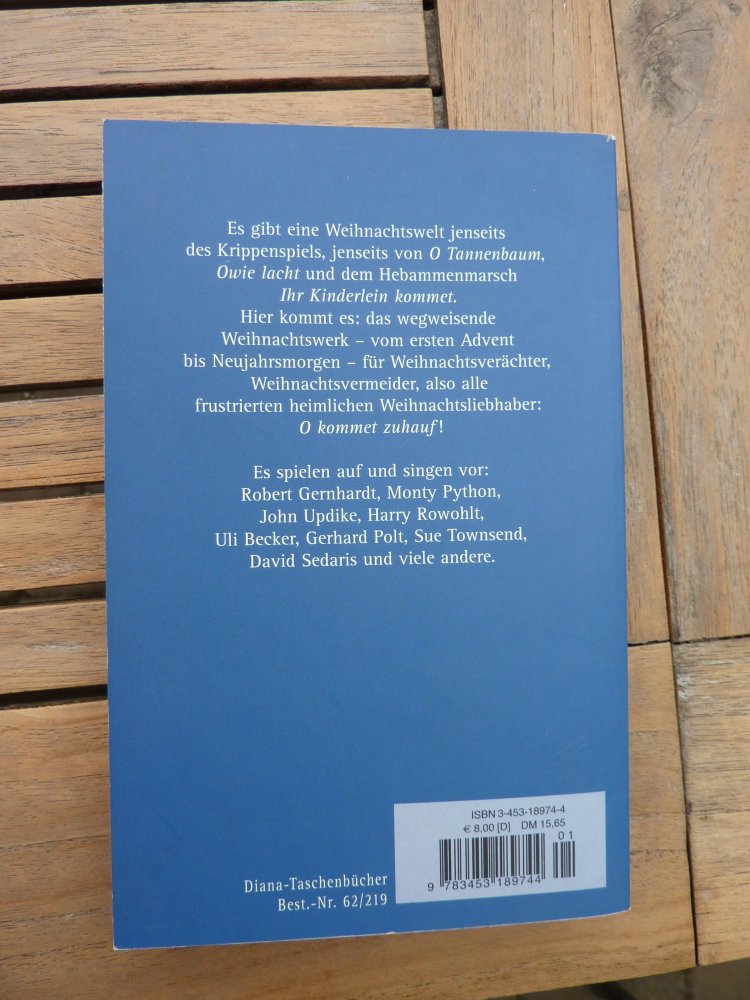 Es gibt eine Weihnachtswelt jenseits
des Krippenspiels, jenseits von O Tannenbaum,
Owie lacht und dem Hebammenmarsch
Ihr Kinderlein kommet.
Hier kommt es: das wegweisende
Weihnachtswerk – vom ersten Advent
bis Neujahrsmorgen – für Weihnachtsverächter,
Weihnachtsvermeider, also alle
frustrierten heimlichen Weihnachtsliebhaber:
O kommet zuhauf!
Es spielen auf und singen vor:
Robert Gernhardt, Monty Python,
John Updike, Harry Rowohlt,
Uli Becker, Gerhard Polt, Sue Townsend,
David Sedaris und viele andere.
ISBN 3-453-18974-4
€ 8,00 [D] DM 15,65
01
9 783453 189744
Diana-Taschenbücher
Best.-Nr. 62/219